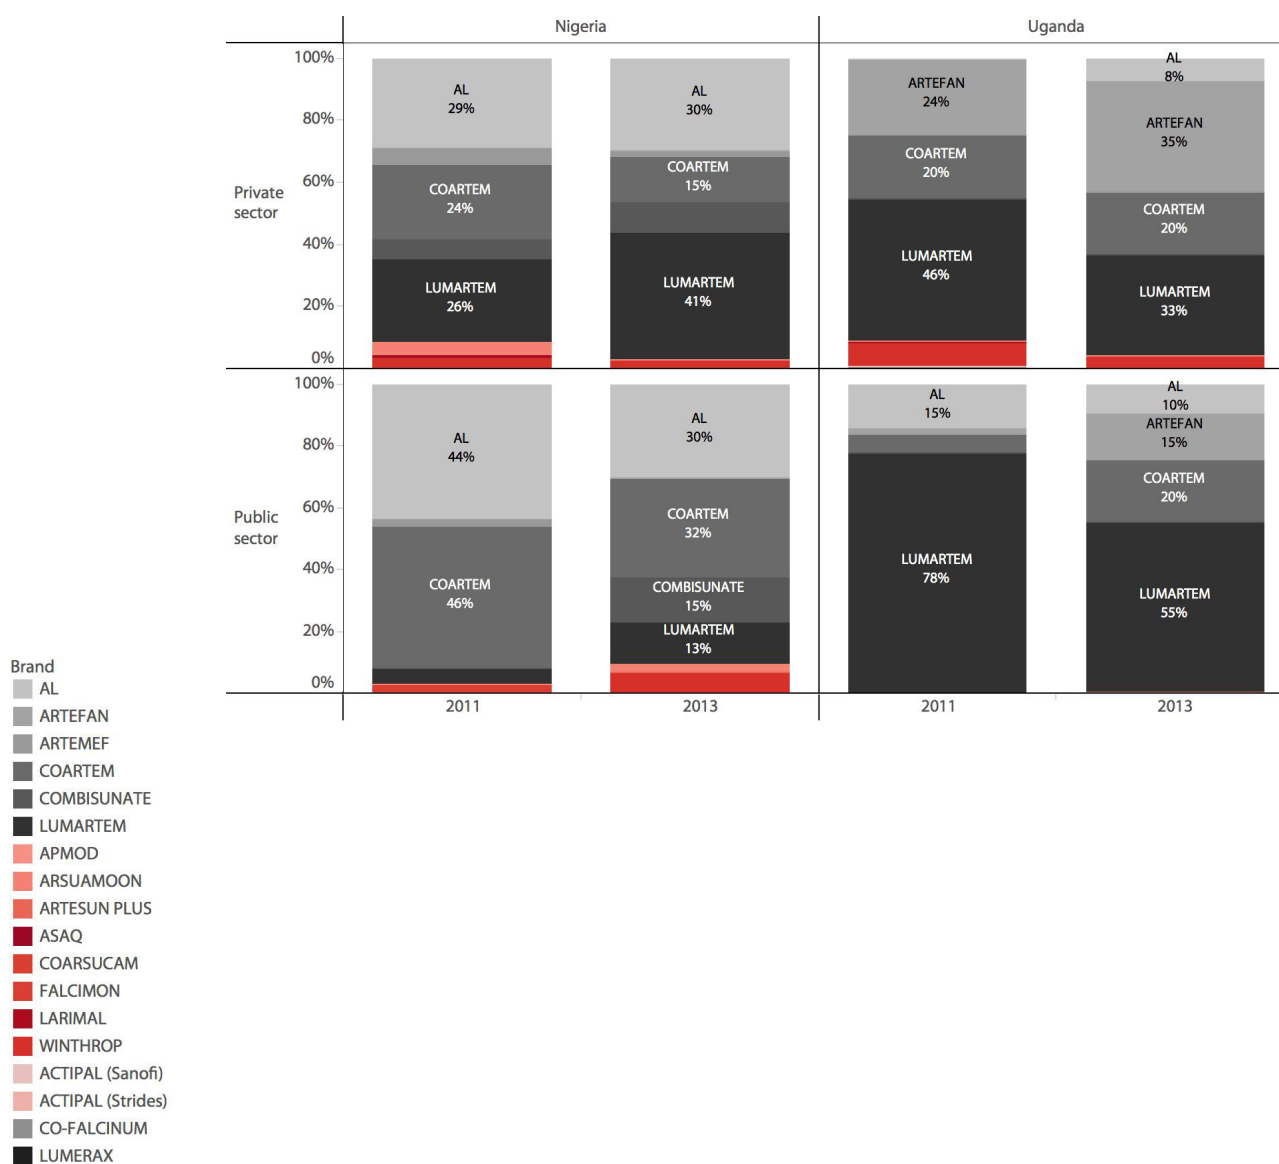 Nigeria
Uganda
Private
sector
100%
80%
60%
40%
20%
0%
AL
29%
COARTEM
24%
LUMARTEM
26%
AL
30%
COARTEM
15%
LUMARTEM
41%
ARTEFAN
24%
COARTEM
20%
LUMARTEM
46%
AL
8%
ARTEFAN
35%
COARTEM
20%
LUMARTEM
33%
Public
sector
100%
80%
60%
40%
20%
0%
AL
44%
COARTEM
46%
AL
30%
COARTEM
32%
COMBISUNATE
15%
LUMARTEM
13%
AL
15%
LUMARTEM
78%
AL
10%
ARTEFAN
15%
COARTEM
20%
LUMARTEM
55%
2011
2013
2011
2013
Brand
AL
ARTEFAN
ARTEMEF
COARTEM
COMBISUNATE
LUMARTEM
APMOD
ARSUAMOON
ARTESUN PLUS
ASAQ
COARSUCAM
FALCIMON
LARIMAL
WINTHROP
ACTIPAL (Sanofi)
ACTIPAL (Strides)
CO-FALCINUM
LUMERAX